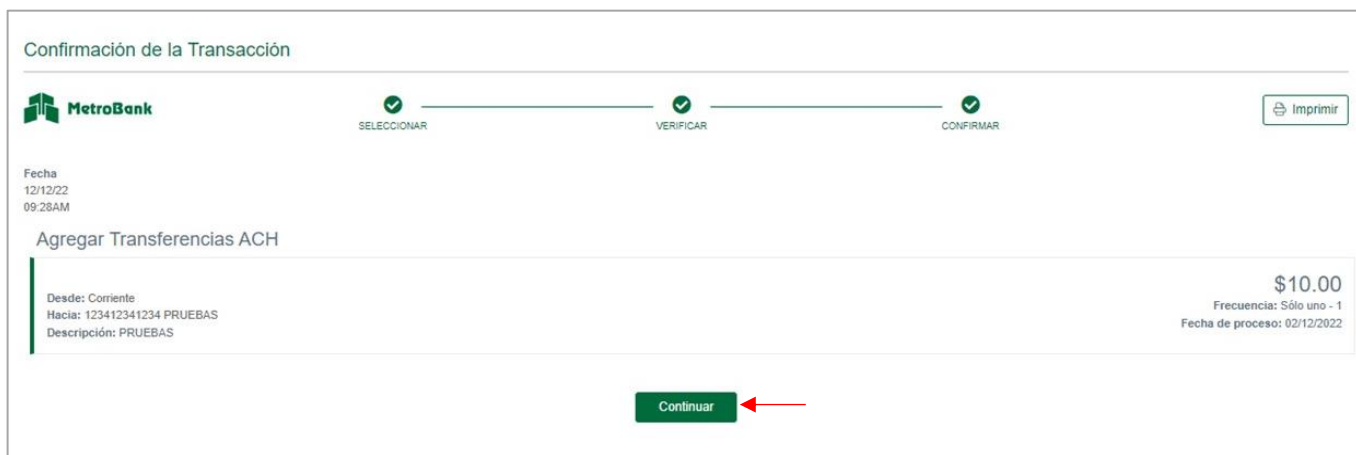 Confirmación de la Transacción
MetroBank
SELECCIONAR
VERIFICAR
CONFIRMAR
Imprimir
Fecha
12/12/22
09:28AM
Agregar Transferencias ACH
Desde: Corriente
Hacia: 123412341234 PRUEBAS
Descripción: PRUEBAS
$10.00
Frecuencia: Sólo uno - 1
Fecha de proceso: 02/12/2022
Continuar